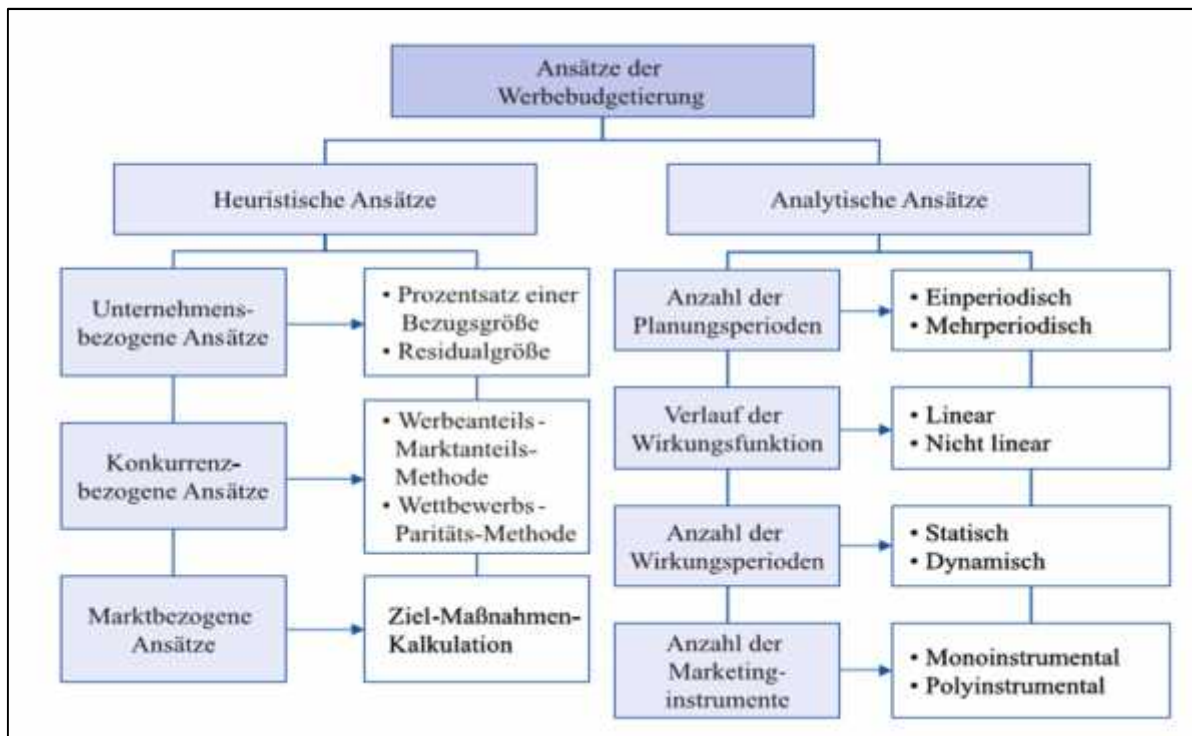 Ansätze der
Werbebudgetierung
Heuristische Ansätze
Analytische Ansätze
Unternehmens-
bezogene Ansätze
• Prozentsatz einer
Bezugsgröße
• Residualgröße
Konkurrenz-
bezogene Ansätze
• Werbeanteils-
Marktanteils-
Methode
• Wettbewerbs-
Paritäts-Methode
Marktbezogene
Ansätze
Ziel-Maßnahmen-
Kalkulation
Anzahl der
Planungsperioden
• Einperiodisch
• Mehrperiodisch
Verlauf der
Wirkungsfunktion
• Linear
• Nicht linear
Anzahl der
Wirkungsperioden
• Statisch
• Dynamisch
Anzahl der
Marketing-
instrumente
• Monoinstrumental
• Polyinstrumental